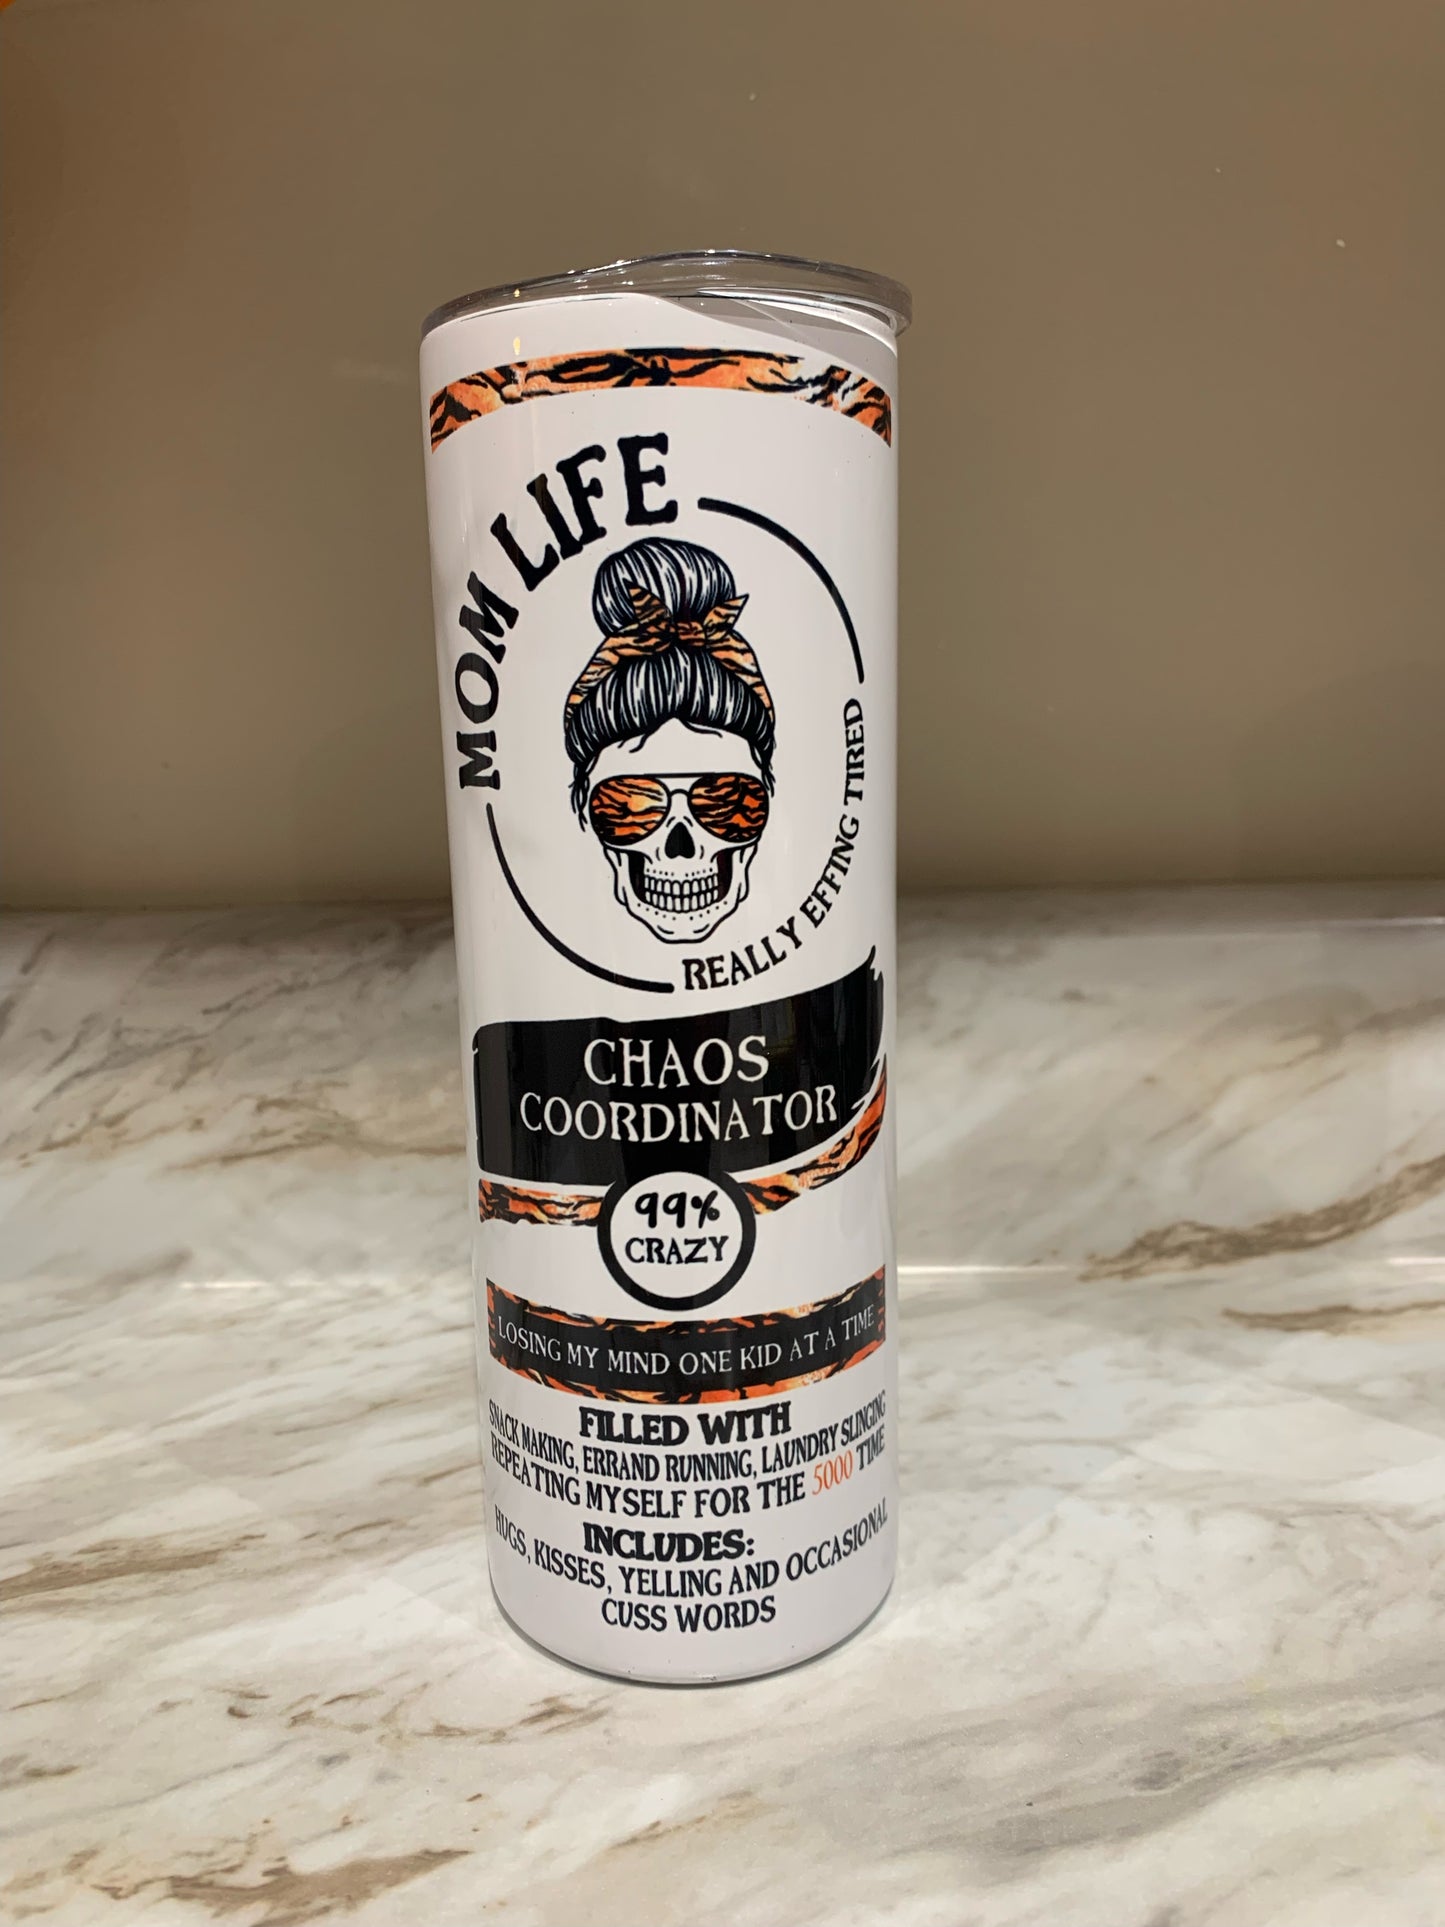 MOM LIFE
REALLY EFFING TIRED
CHAOS
COORDINATOR
99%
CRAZY
LOSING MY MIND ONE KID AT A TIME
FILLED WITH
SNACK MAKING, ERRAND RUNNING, LAUNDRY SLINGING
REPEATING MYSELF FOR THE 5000 TIME
INCLUDES:
HUGS, KISSES, YELLING AND OCCASIONAL
CUSS WORDS